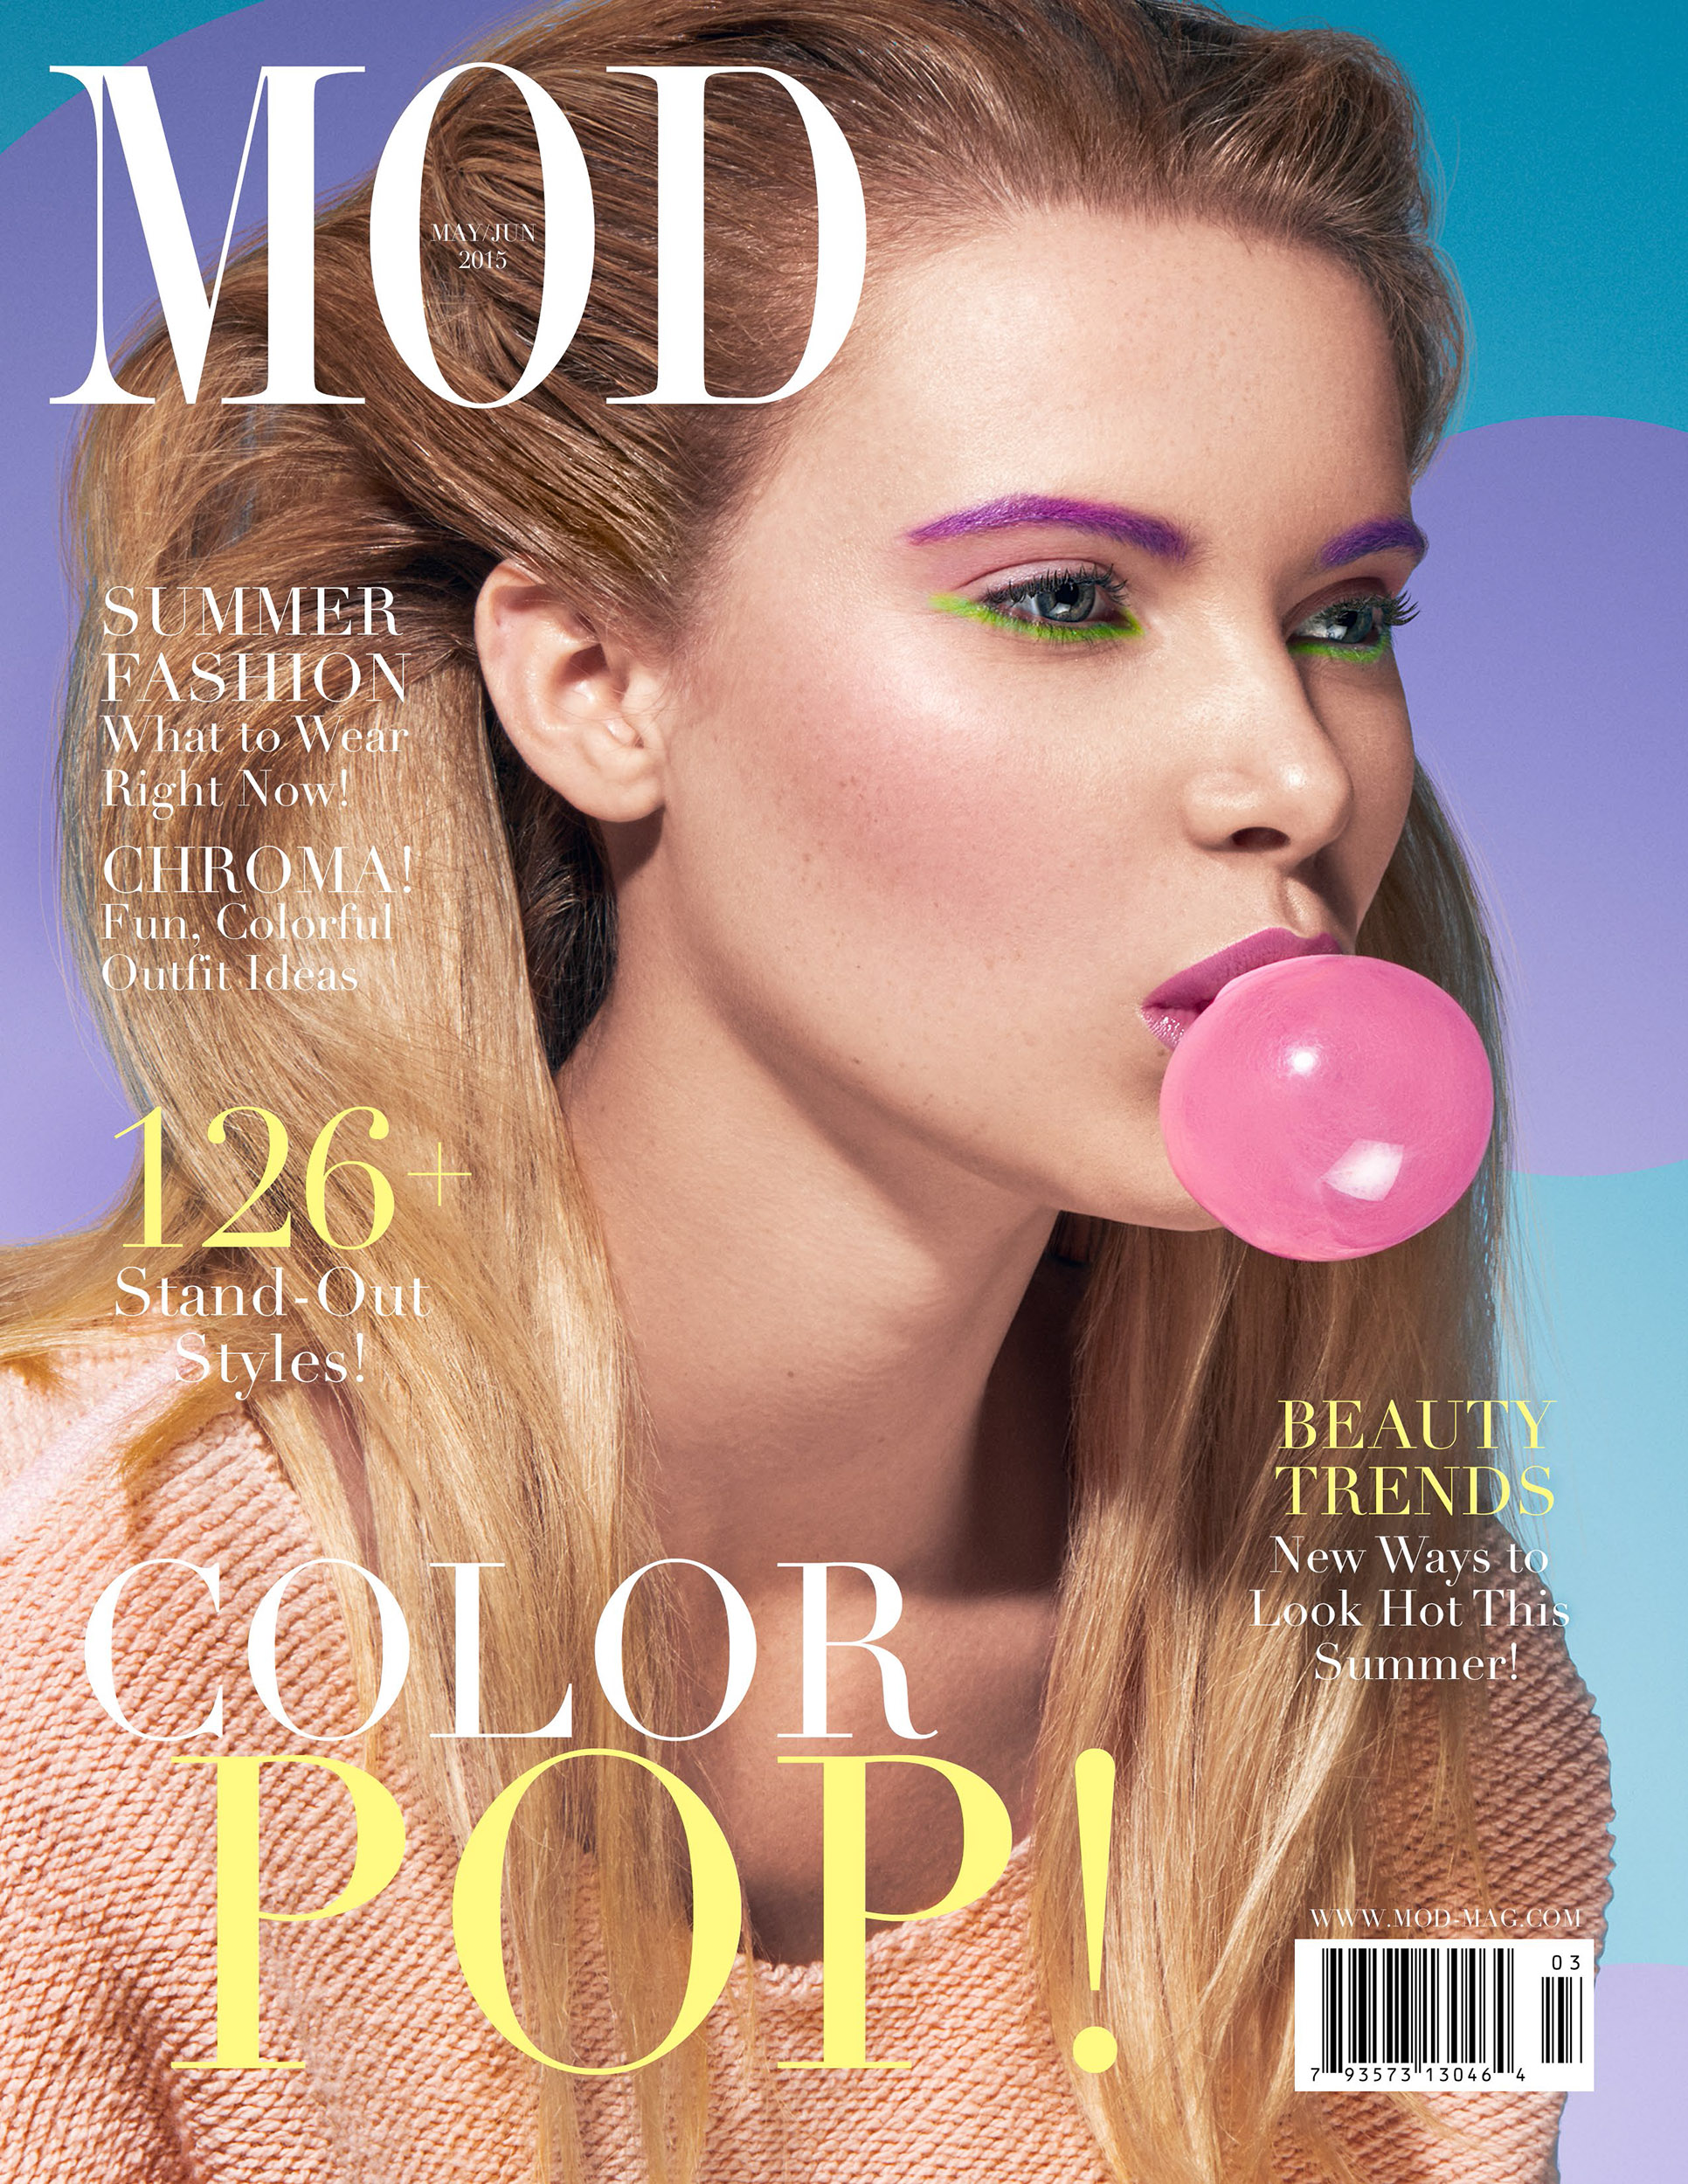 MOD
MAY/JUN
2015
SUMMER
FASHION
What to Wear
Right Now!
CHROMA!
Fun, Colorful
Outfit Ideas
126+
Stand-Out
Styles!
BEAUTY
TRENDS
New Ways to
Look Hot This
Summer!
COLOR
POP!
WWW.MOD-MAG.COM
03
7 93573 13046 4